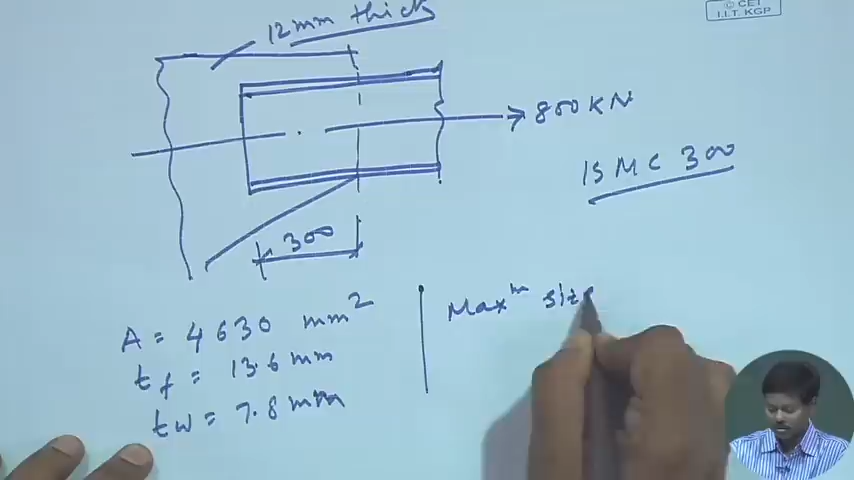 © CET
I.I.T. KGP
12mm thick
800 KN
ISMC 300
300
A = 4630 mm²
tf = 13.6 mm
tw = 7.8 mm
Maxᵐ size